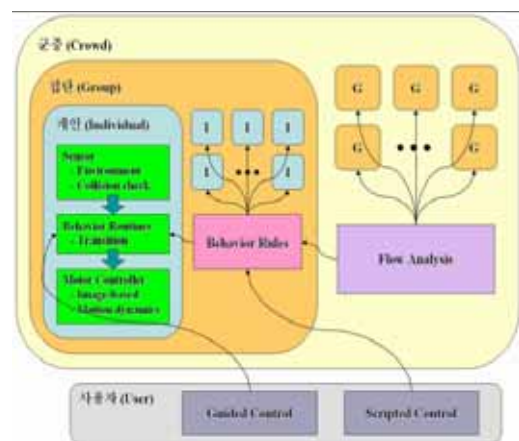 군중 (Crowd)
집단 (Group)
개인 (Individual)
Sensor
- Environment
- Collision check
Behavior Routines
- Transition
Motor Controller
- Image-based
- Motion dynamics
I I I
I ••• I
Behavior Rules
G G G
G ••• G
Flow Analysis
사용자 (User)
Guided Control
Scripted Control